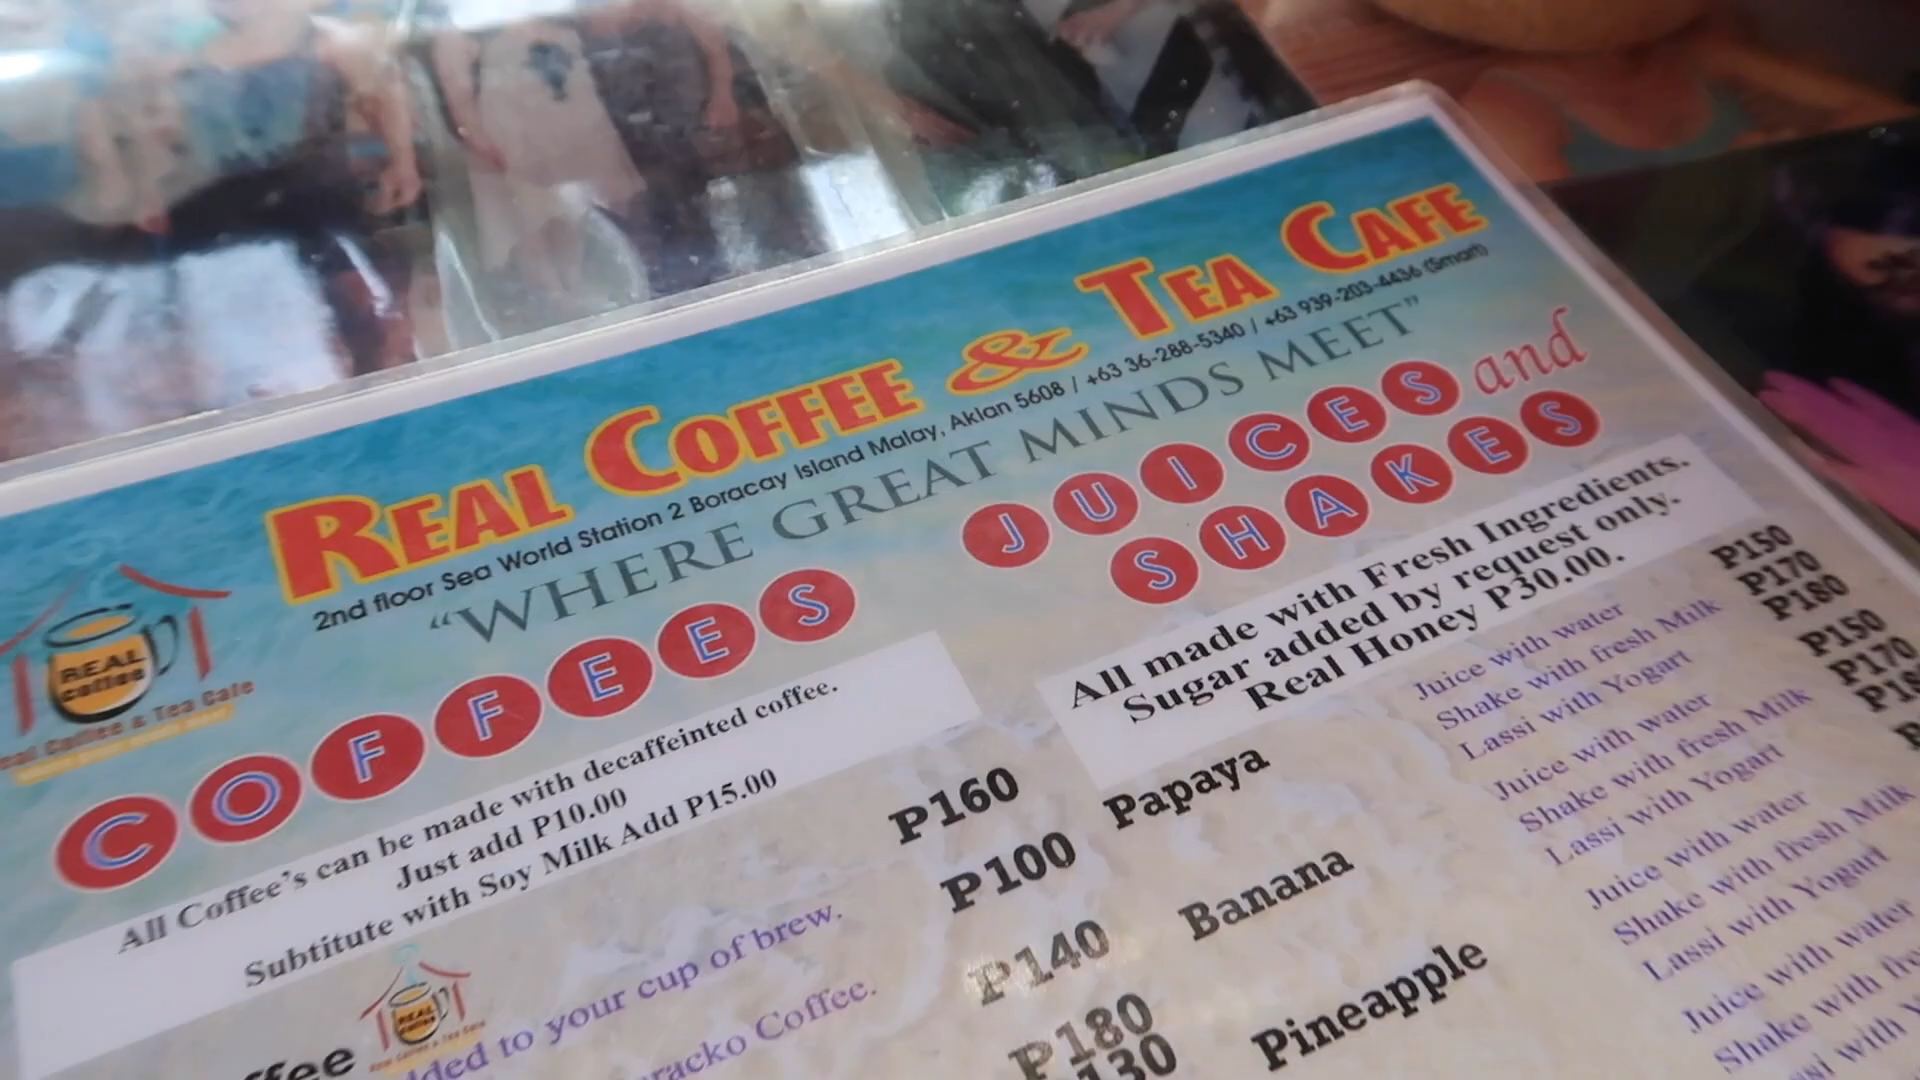 REAL COFFEE & TEA CAFE
2nd floor Sea World Station 2 Boracay Island Malay, Aklan 5608 / +63 36-288-5340 / +63 939-203-4436 (Smart)
"WHERE GREAT MINDS MEET"
REAL
coffee
Coffee & Tea Cafe
COFFEES
All Coffee's can be made with decaffeinted coffee.
Just add P10.00
Subtitute with Soy Milk Add P15.00
P160
P100
P140
P180
130
to your cup of brew.
Coffee.
REAL
coffee
JUICES and
SHAKES
All made with Fresh Ingredients.
Sugar added by request only.
Real Honey P30.00.
Papaya
Juice with water P150
Shake with fresh Milk P170
Lassi with Yogart P180
Banana
Juice with water P150
Shake with fresh Milk P170
Lassi with Yogart
Pineapple
Juice with water
Shake with fresh Milk
Lassi with Yogart
Juice with water
Shake with
with